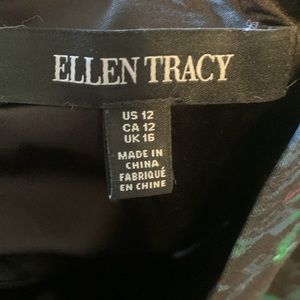 ELLEN TRACY
US 12
CA 12
UK 16
MADE IN
CHINA
FABRIQUÉ
EN CHINE